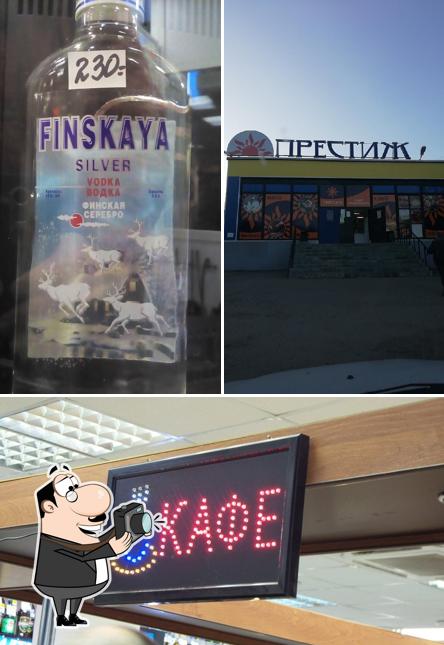 230.-
FINSKAYA
SILVER
VODKA
ВОДКА
ФИНСКАЯ
СЕРЕБРО
ПРЕСТИЖ
КАФЕ